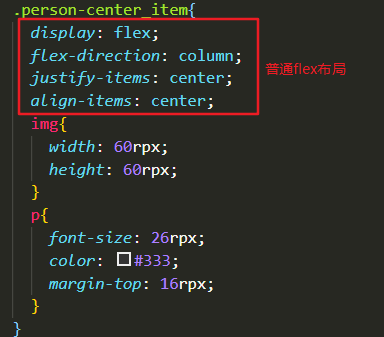 .person-center_item{
display: flex;
flex-direction: column;
justify-items: center;
align-items: center;
普通flex布局
img{
width: 60rpx;
height: 60rpx;
}
p{
font-size: 26rpx;
color: #333;
margin-top: 16rpx;
}
}